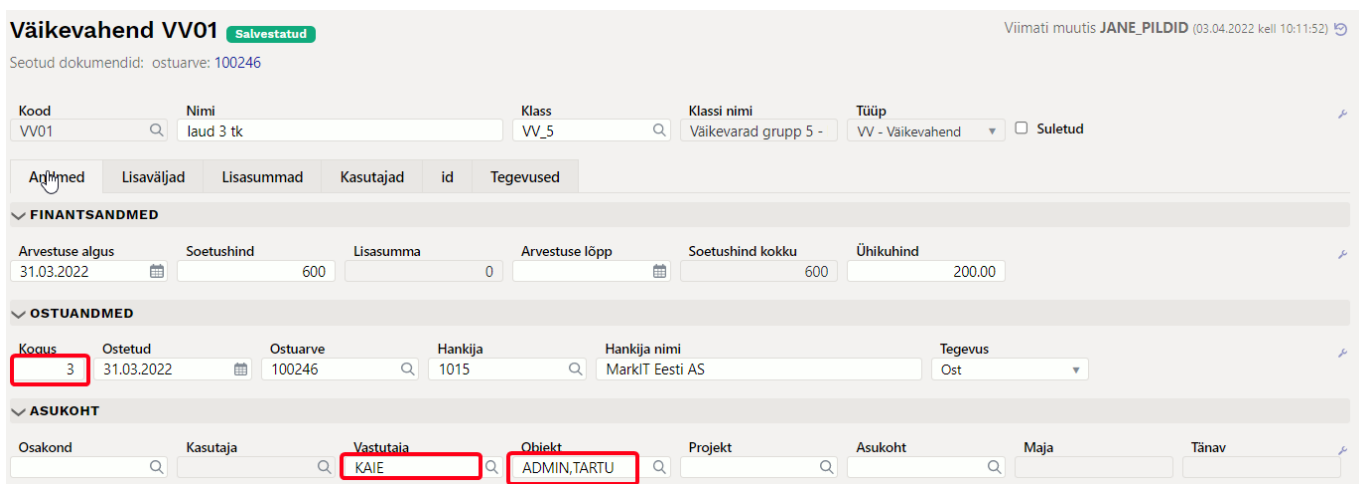 Väikevahend VV01 Salvestatud Viimati muutis JANE_PILDID (03.04.2022 kell 10:11:52)
Seotud dokumendid: ostuarve: 100246
Kood Nimi Klass Klassi nimi Tüüp
VV01 laud 3 tk VV_5 Väikevarad grupp 5 - VV - Väikevahend Suletud
Andmed Lisaväljad Lisasummad Kasutajad id Tegevused
FINANTSANDMED
Arvestuse algus Soetushind Lisasumma Arvestuse lõpp Soetushind kokku Ühikuhind
31.03.2022 600 0 600 200.00
OSTUANDMED
Kogus Ostetud Ostuarve Hankija Hankija nimi Tegevus
3 31.03.2022 100246 1015 MarkIT Eesti AS Ost
ASUKOHT
Osakond Kasutaja Vastutaja Objekt Projekt Asukoht Maja Tänav
KAIE ADMIN,TARTU